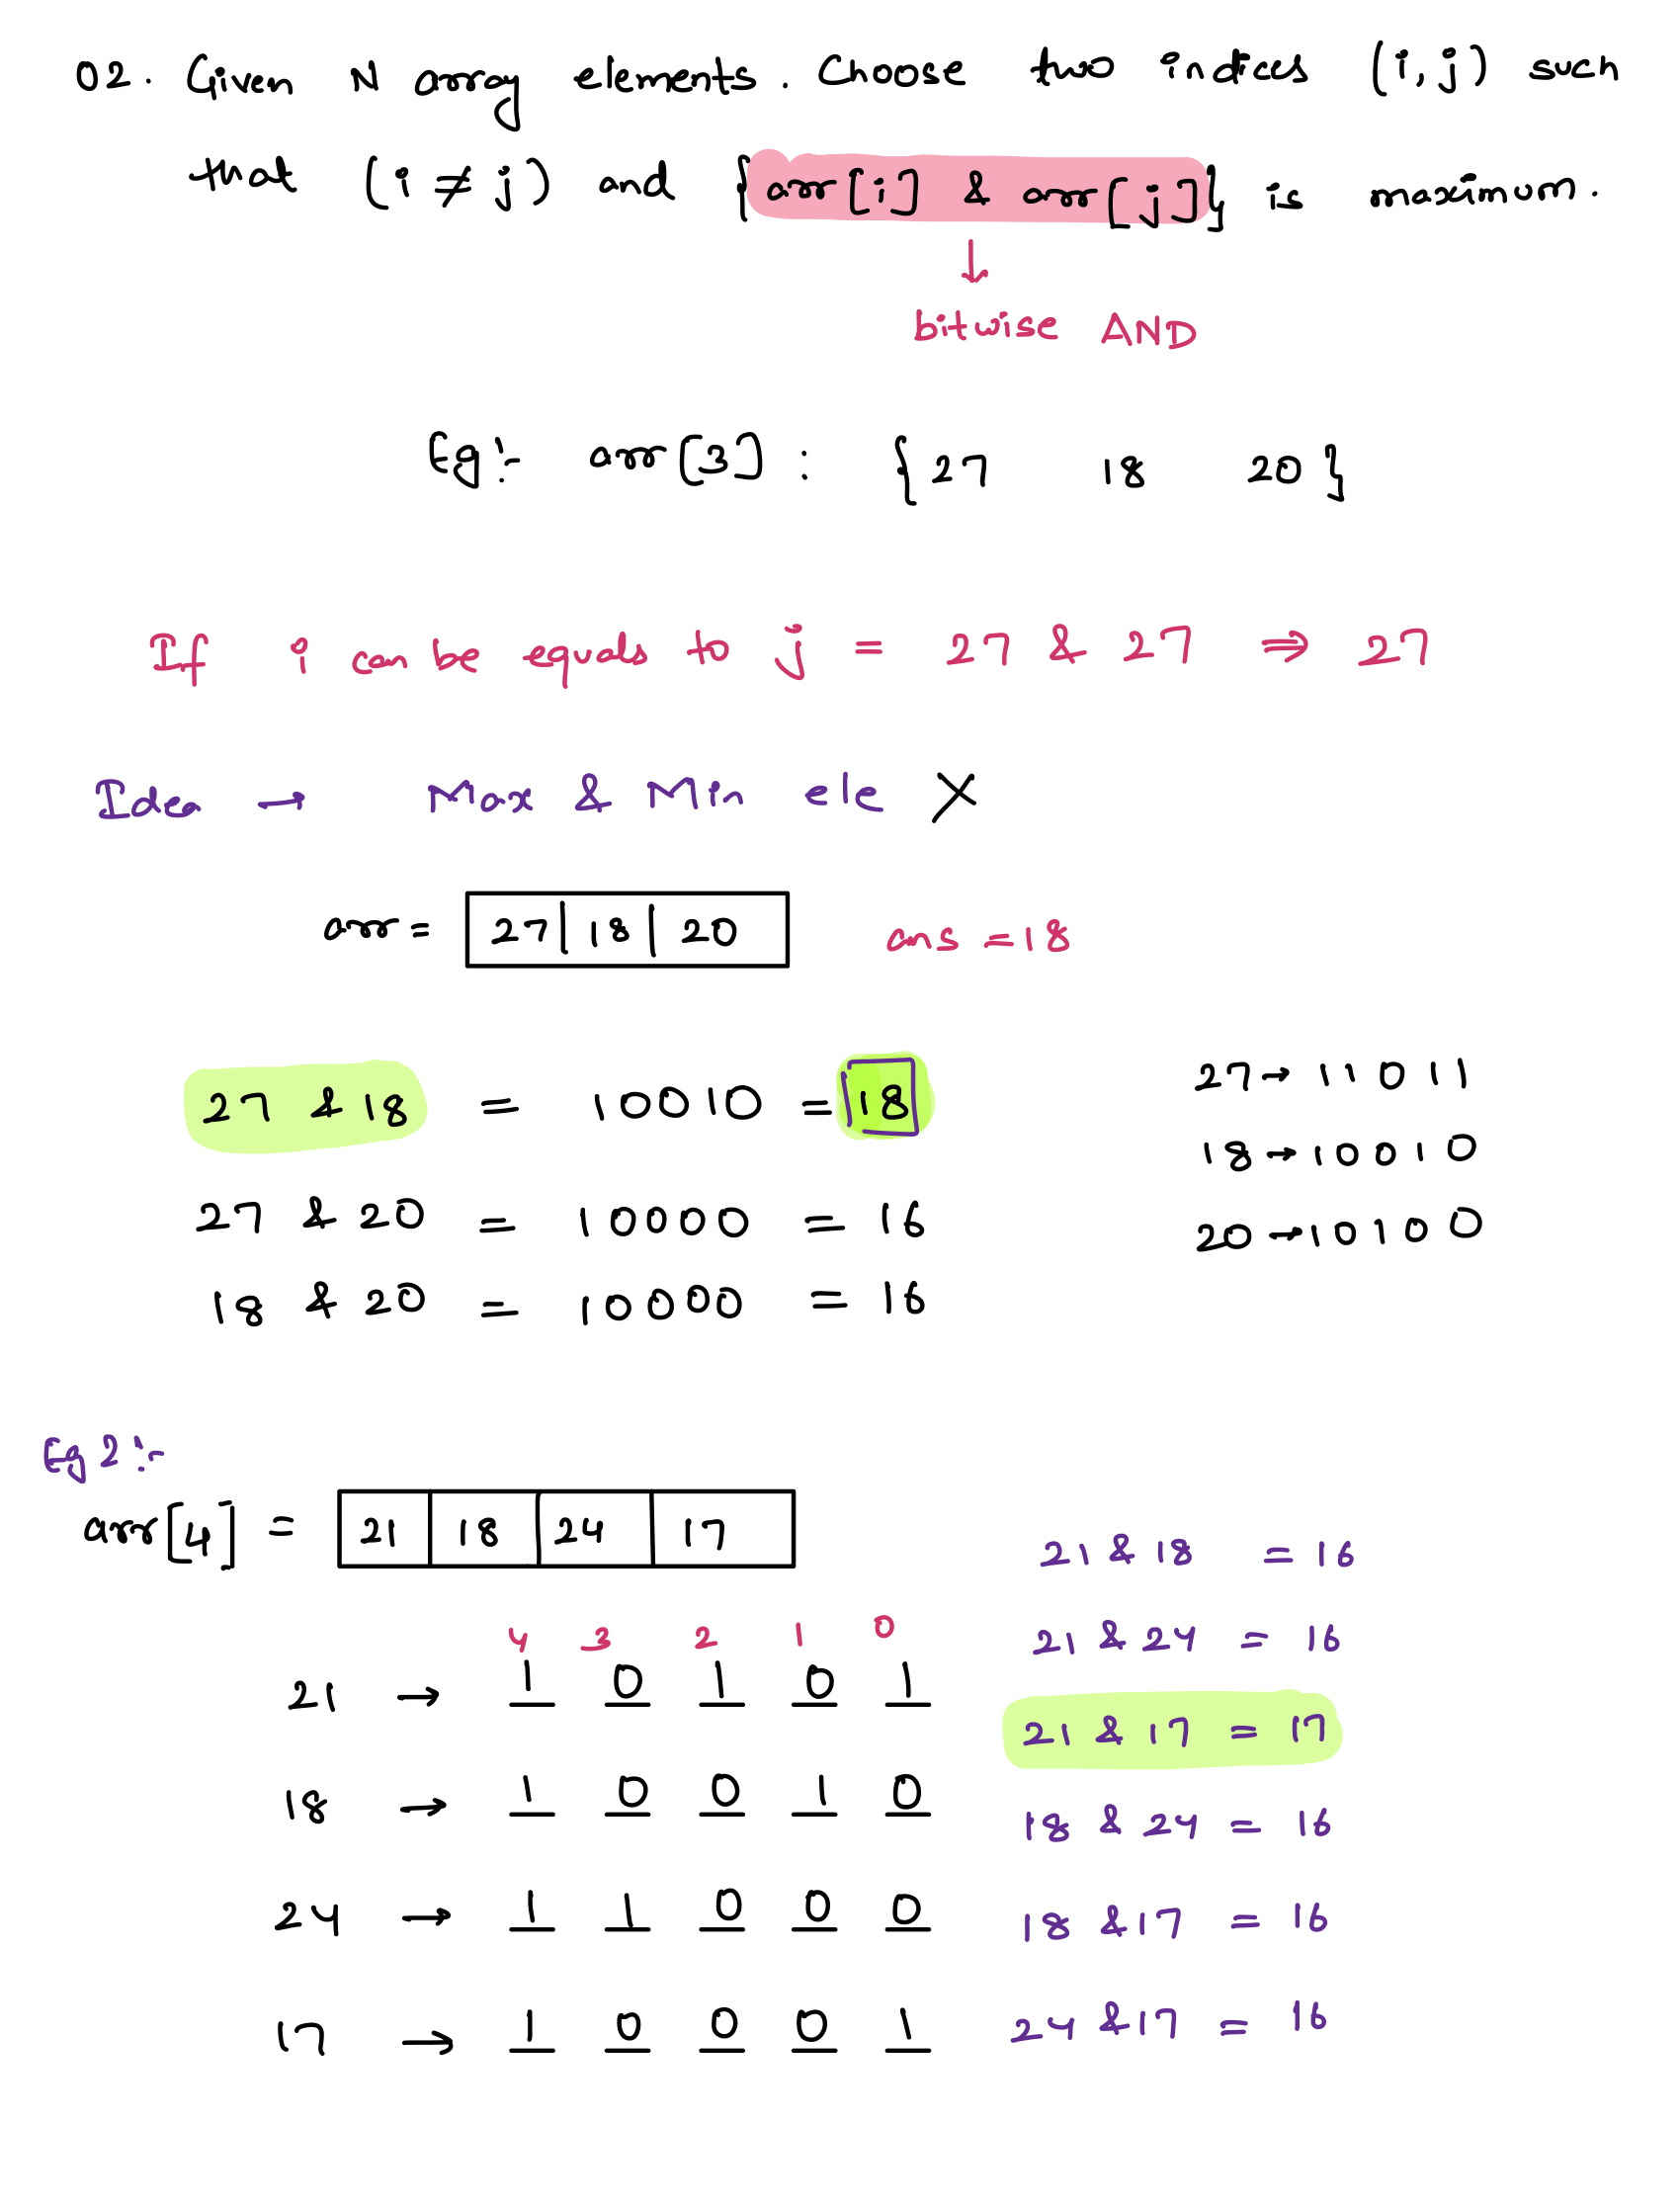 Q2. Given N array elements. Choose two indices (i,j) such
that (i ≠ j) and {arr[i] & arr[j]} is maximum.
↓
bitwise AND
Eg:- arr[3] : {27 18 20}
If i can be equals to j = 27 & 27 ⇒ 27
Idea → Max & Min ele X
arr = 27 | 18 | 20 ans = 18
27 & 18 = 10010 = 18
27 → 11011
18 → 10010
27 & 20 = 10000 = 16
20 → 10100
18 & 20 = 10000 = 16
Eg 2:-
arr[4] = 21 18 24 17
21 & 18 = 16
4 3 2 1 0
21 & 24 = 16
21 → 1 0 1 0 1
21 & 17 = 17
18 → 1 0 0 1 0
18 & 24 = 16
24 → 1 1 0 0 0
18 & 17 = 16
17 → 1 0 0 0 1
24 & 17 = 16